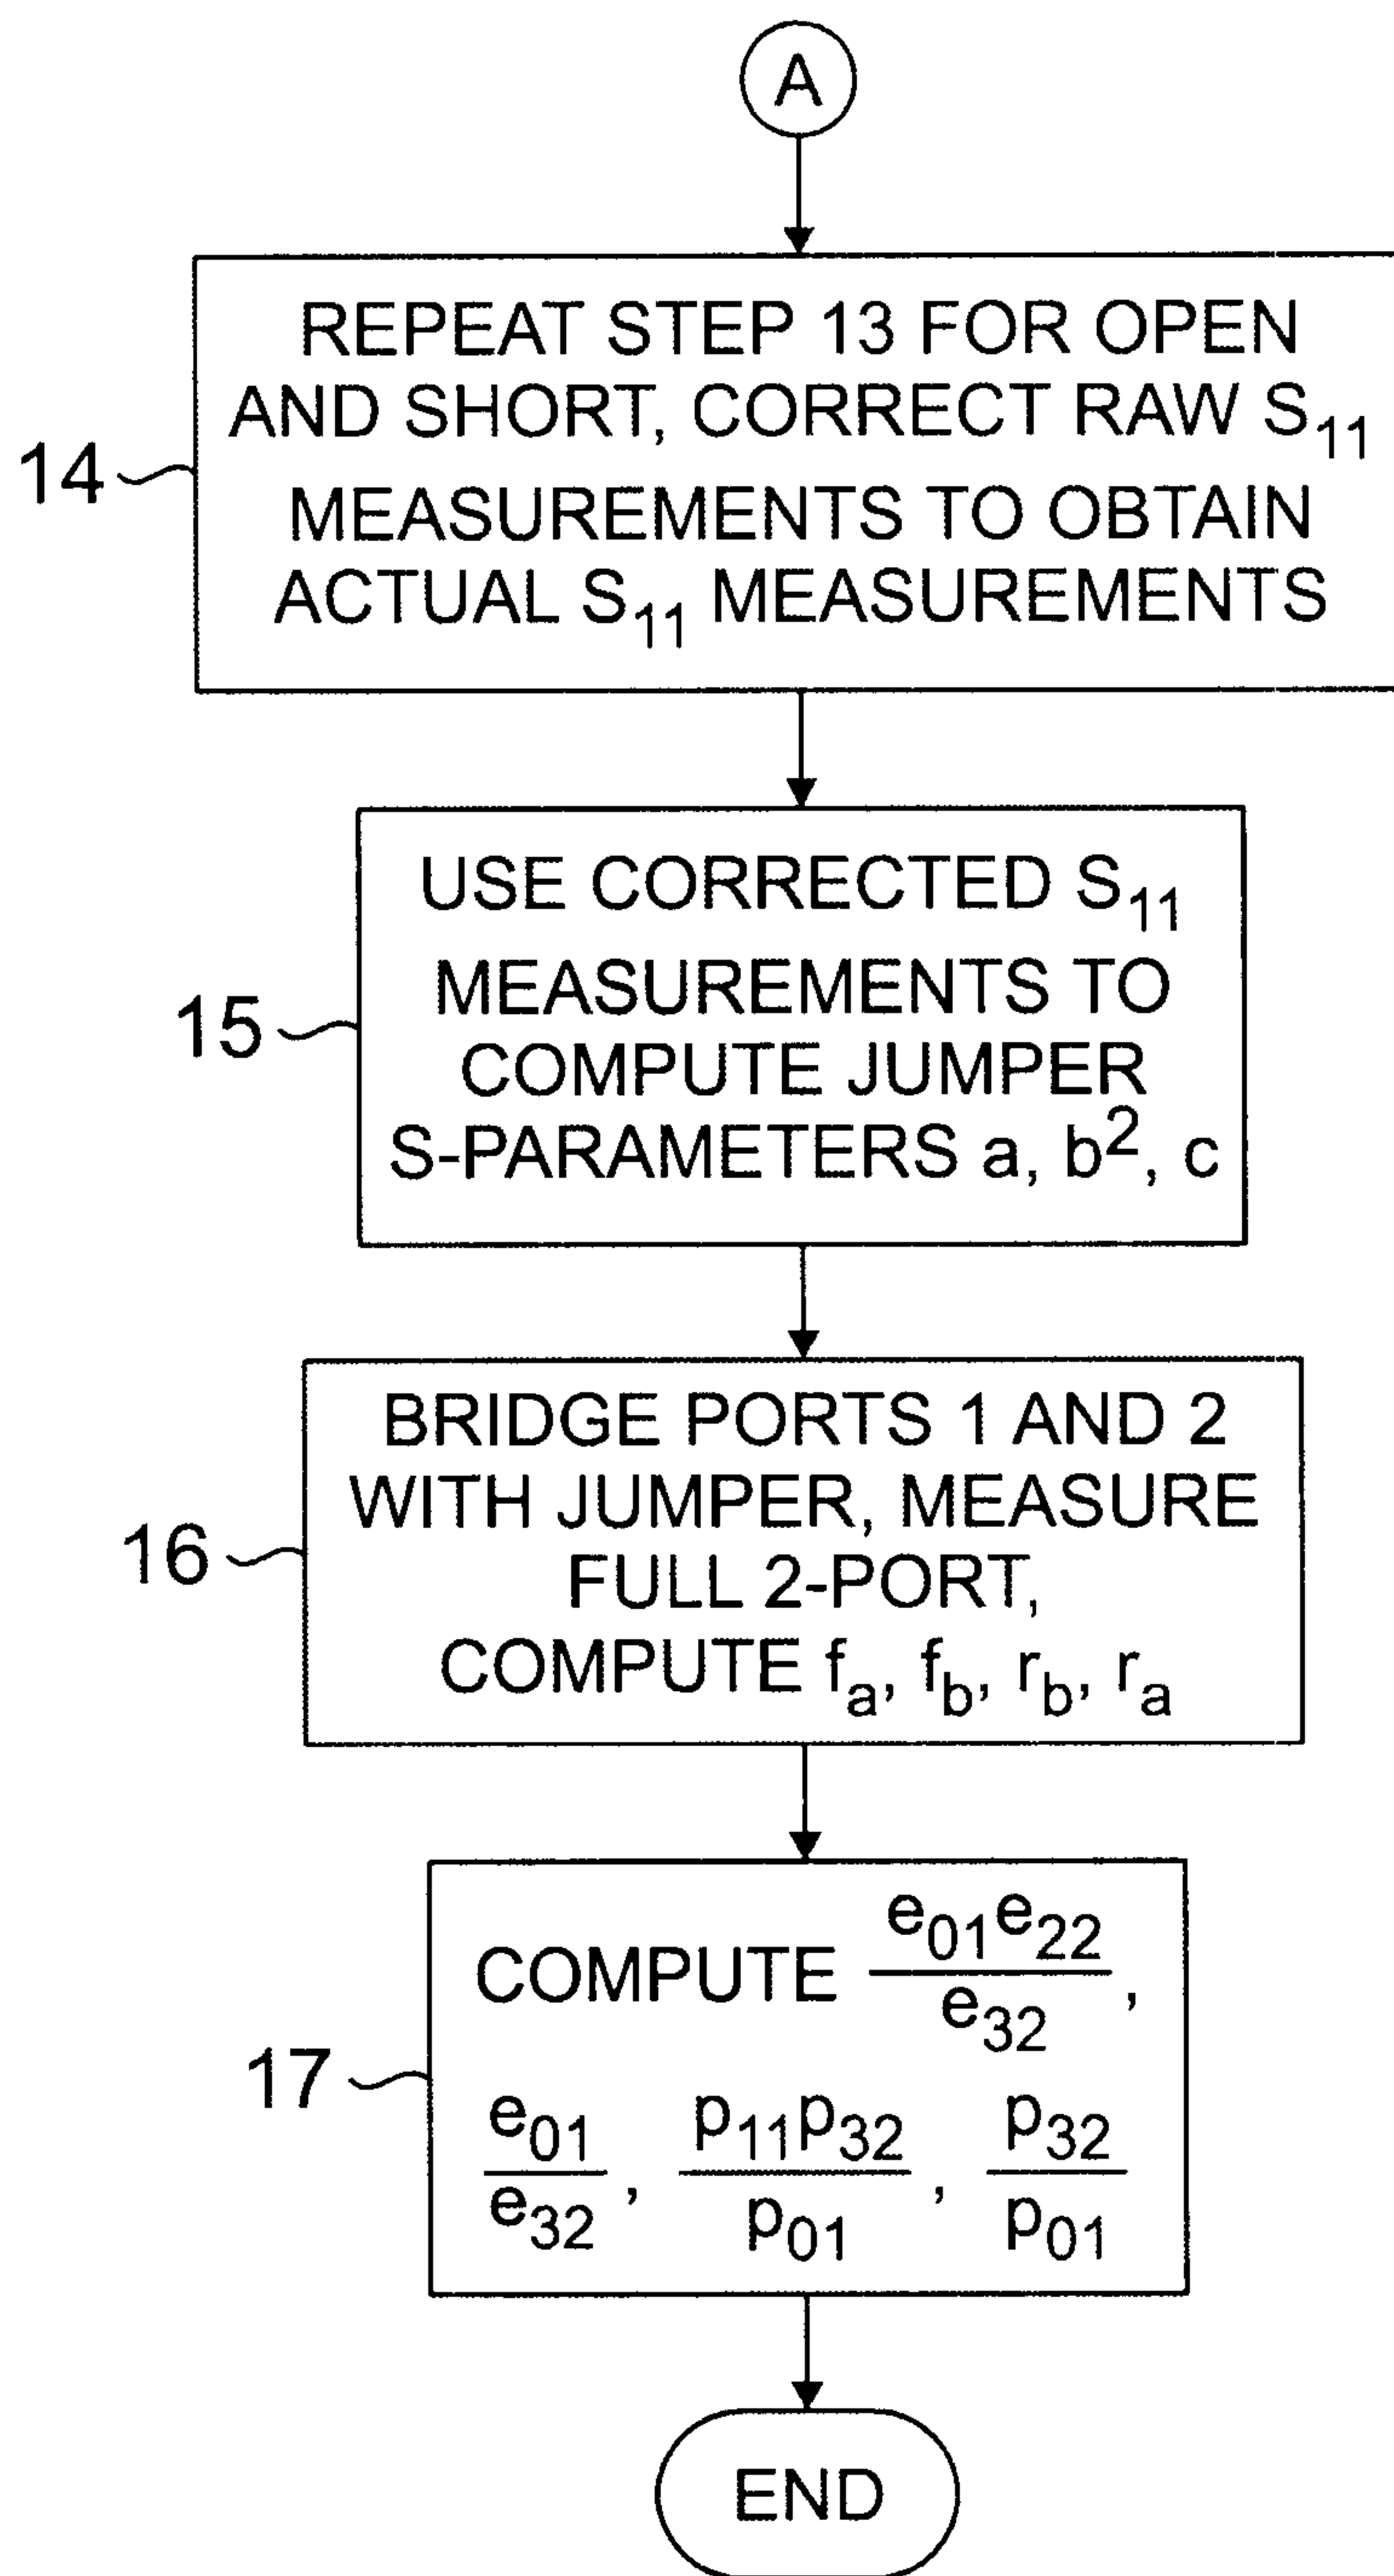 A
REPEAT STEP 13 FOR OPEN
AND SHORT, CORRECT RAW S₁₁
MEASUREMENTS TO OBTAIN
ACTUAL S₁₁ MEASUREMENTS
14
USE CORRECTED S₁₁
MEASUREMENTS TO
COMPUTE JUMPER
S-PARAMETERS a, b², c
15
BRIDGE PORTS 1 AND 2
WITH JUMPER, MEASURE
FULL 2-PORT,
COMPUTE fₐ, f_b, r_b, rₐ
16
COMPUTE e₀₁e₂₂/e₃₂,
e₀₁/e₃₂, p₁₁p₃₂/p₀₁, p₃₂/p₀₁
17
END